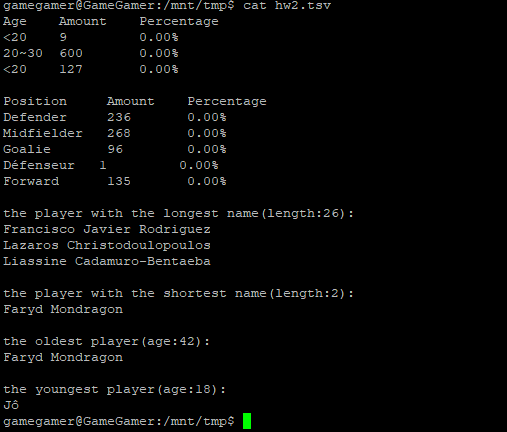 gamegamer@GameGamer:/mnt/tmp$ cat hw2.tsv
Age Amount Percentage
<20 9 0.00%
20~30 600 0.00%
<20 127 0.00%
Position Amount Percentage
Defender 236 0.00%
Midfielder 268 0.00%
Goalie 96 0.00%
Défenseur 1 0.00%
Forward 135 0.00%
the player with the longest name(length:26):
Francisco Javier Rodriguez
Lazaros Christodoulopoulos
Liassine Cadamuro-Bentaeba
the player with the shortest name(length:2):
Faryd Mondragon
the oldest player(age:42):
Faryd Mondragon
the youngest player(age:18):
Jô
gamegamer@GameGamer:/mnt/tmp$